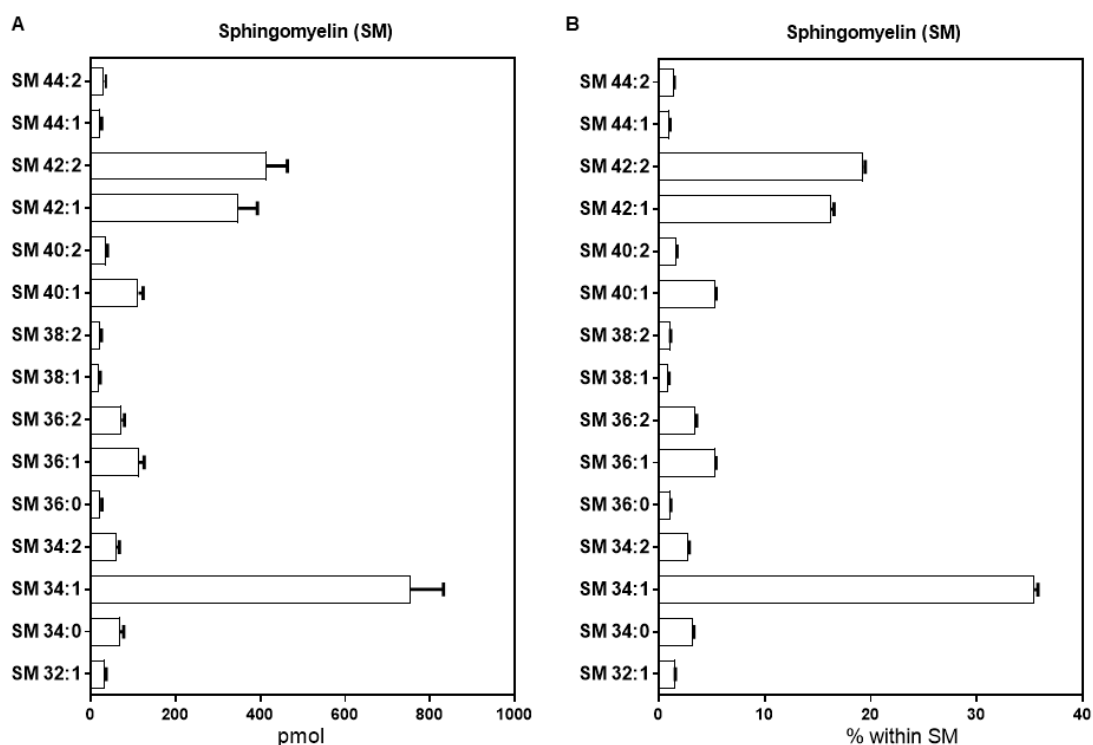 A
Sphingomyelin (SM)
SM 44:2
SM 44:1
SM 42:2
SM 42:1
SM 40:2
SM 40:1
SM 38:2
SM 38:1
SM 36:2
SM 36:1
SM 36:0
SM 34:2
SM 34:1
SM 34:0
SM 32:1
0 200 400 600 800 1000
pmol
B
Sphingomyelin (SM)
SM 44:2
SM 44:1
SM 42:2
SM 42:1
SM 40:2
SM 40:1
SM 38:2
SM 38:1
SM 36:2
SM 36:1
SM 36:0
SM 34:2
SM 34:1
SM 34:0
SM 32:1
0 10 20 30 40
% within SM